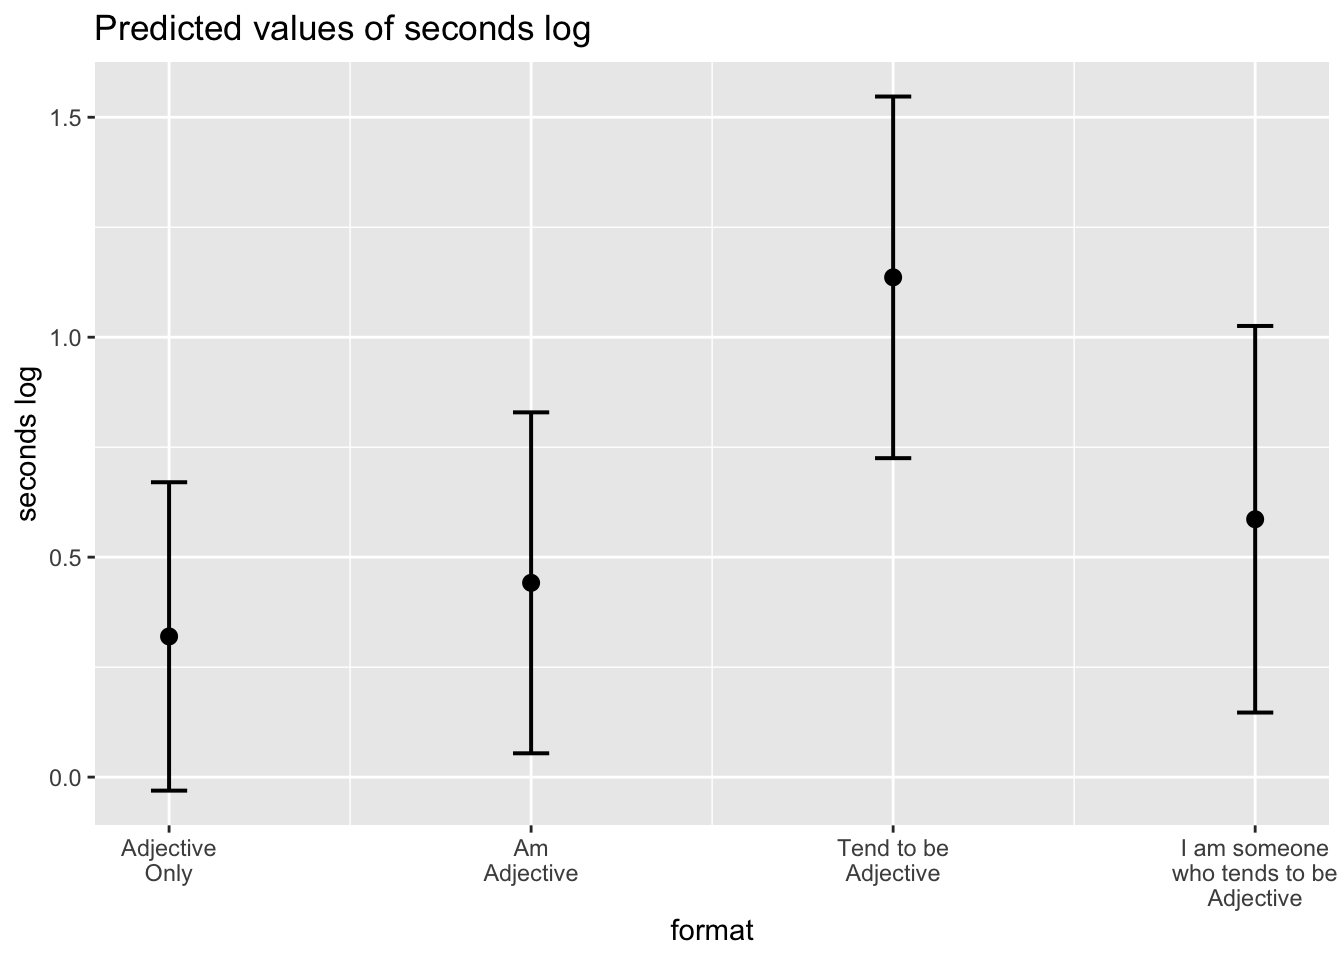 Predicted values of seconds log
seconds log
1.5
1.0
0.5
0.0
Adjective
Only
Am
Adjective
Tend to be
Adjective
I am someone
who tends to be
Adjective
format